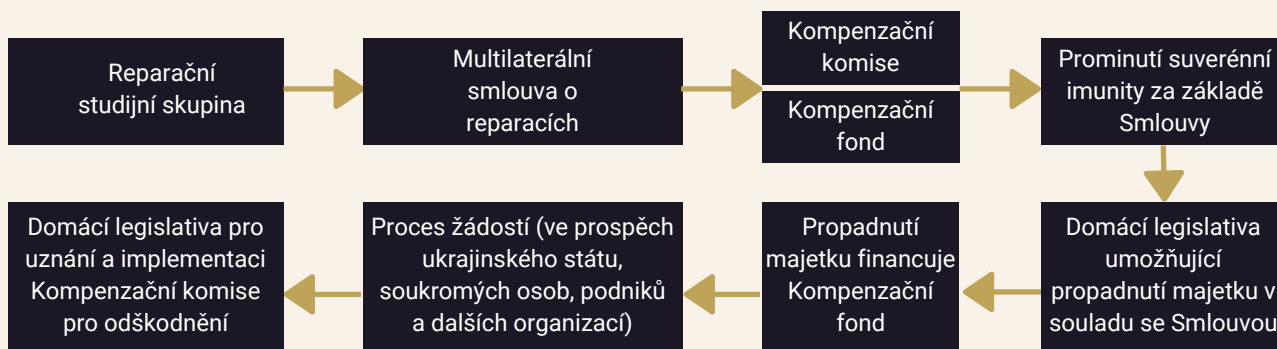 Reparační
studijní skupina
Multilaterální
smlouva o
reparacích
Kompenzační
komise
Kompenzační
fond
Prominutí suverénní
imunity za základě
Smlouvy
Domácí legislativa
umožňující
propadnutí majetku v
souladu se Smlouvou
Propadnutí
majetku financuje
Kompenzační
fond
Proces žádostí (ve prospěch
ukrajinského státu,
soukromých osob, podniků
a dalších organizací)
Domácí legislativa pro
uznání a implementaci
Kompenzační komise
pro odškodnění